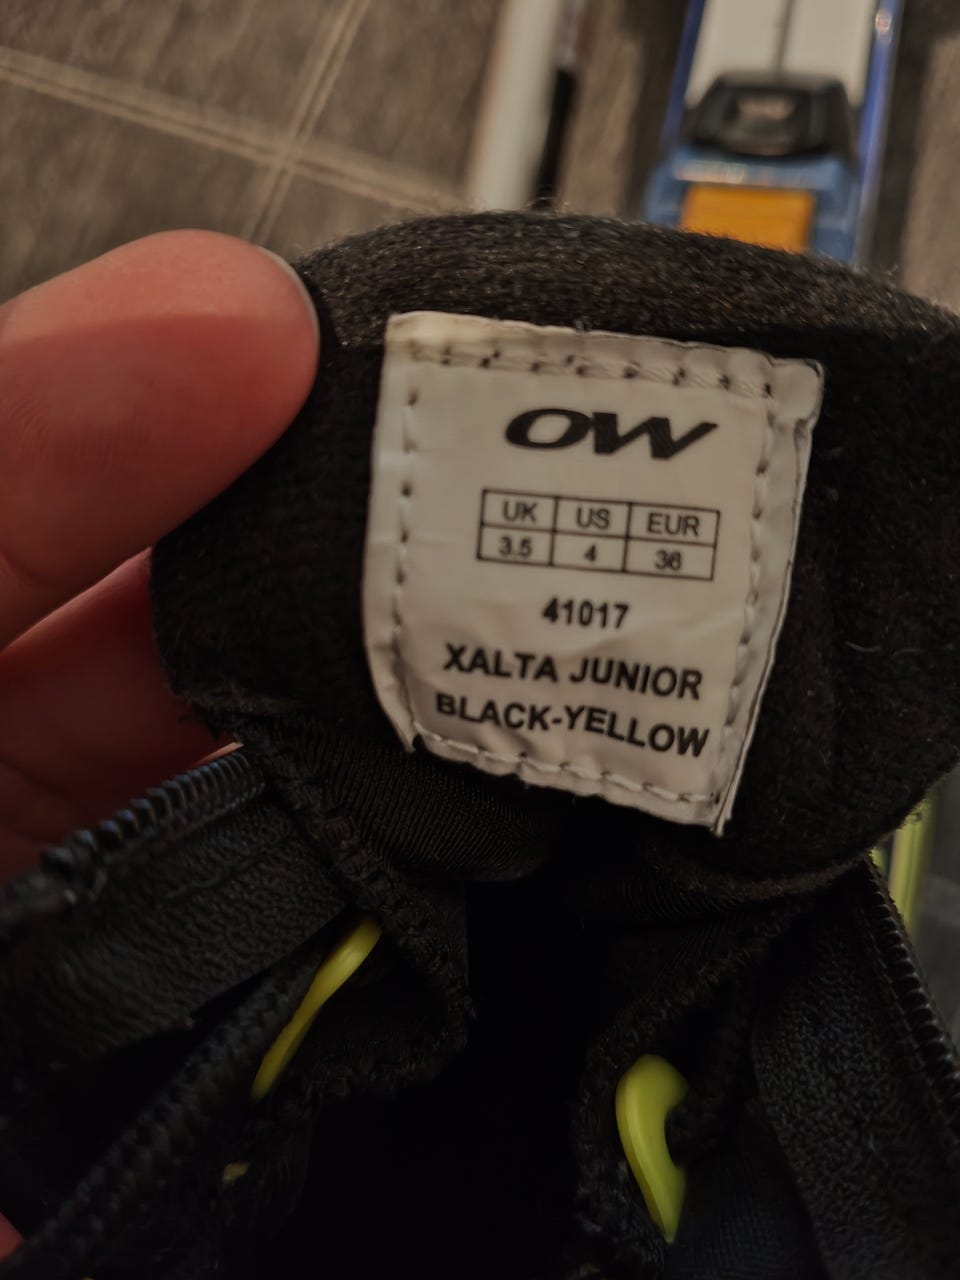 OW
UK US EUR
3.5 4 36
41017
XALTA JUNIOR
BLACK-YELLOW